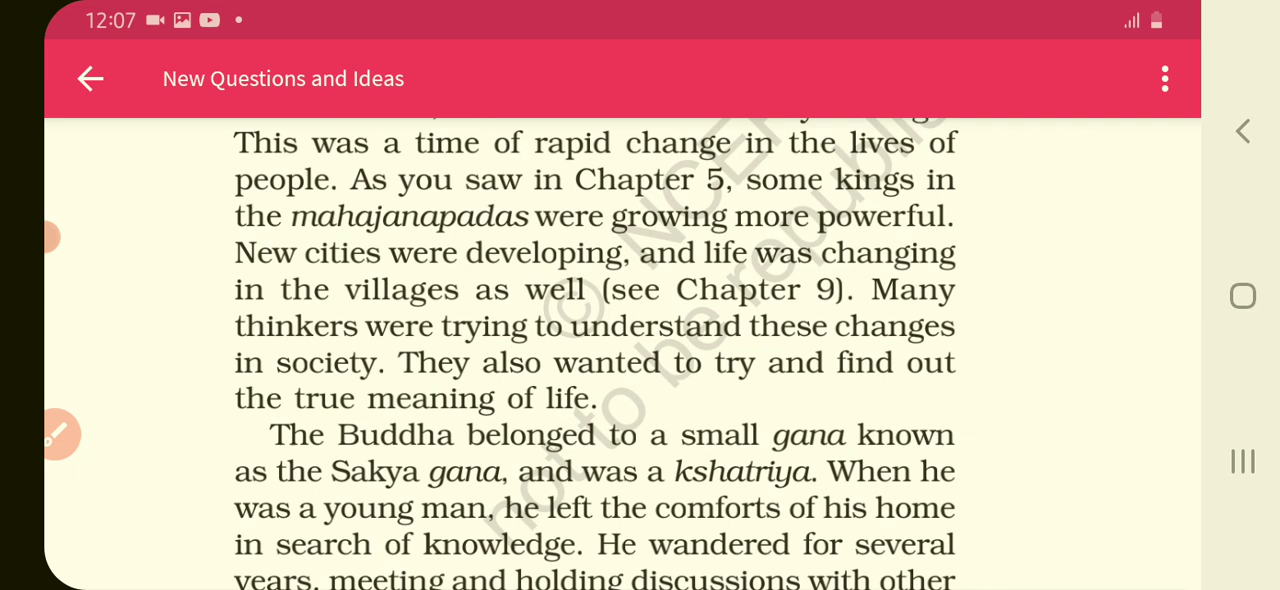 12:07
New Questions and Ideas
This was a time of rapid change in the lives of
people. As you saw in Chapter 5, some kings in
the mahajanapadas were growing more powerful.
New cities were developing, and life was changing
in the villages as well (see Chapter 9). Many
thinkers were trying to understand these changes
in society. They also wanted to try and find out
the true meaning of life.
The Buddha belonged to a small gana known
as the Sakya gana, and was a kshatriya. When he
was a young man, he left the comforts of his home
in search of knowledge. He wandered for several
years, meeting and holding discussions with other
© NCER
not to be republi